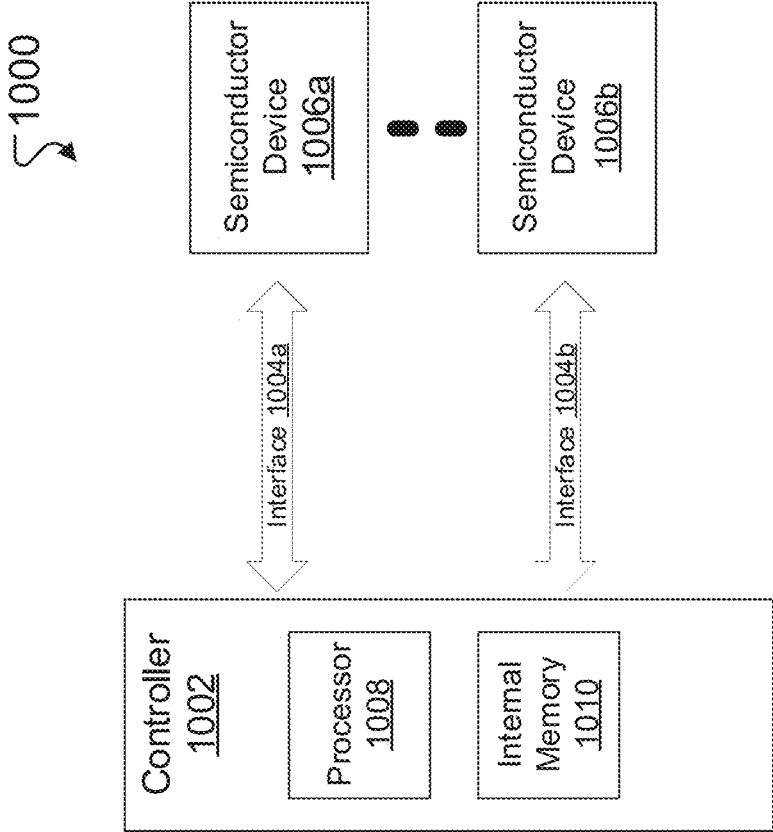 1000
Controller
1002
Processor
1008
Internal
Memory
1010
Interface 1004a
Interface 1004b
Semiconductor
Device
1006a
Semiconductor
Device
1006b